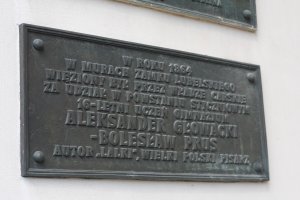 W ROKU 1864
W MURACH ZAMKU LUBELSKIEGO
WIĘZIONY BYŁ PRZEZ WŁADZE CARSKIE
ZA UDZIAŁ W POWSTANIU STYCZNIOWYM
16-LETNI UCZEŃ GIMNAZJUM
ALEKSANDER GŁOWACKI
-BOLESŁAW PRUS
AUTOR „LALKI", WIELKI POLSKI PISARZ